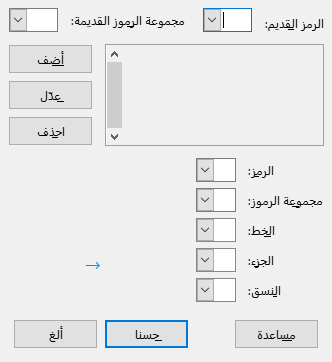 الرمز القديم: مجموعة الرموز القديمة:
أضف
عدّل
احذف
الرمز:
مجموعة الرموز:
الخط:
الجزء:
النسق:
مساعدة حسنا ألغ